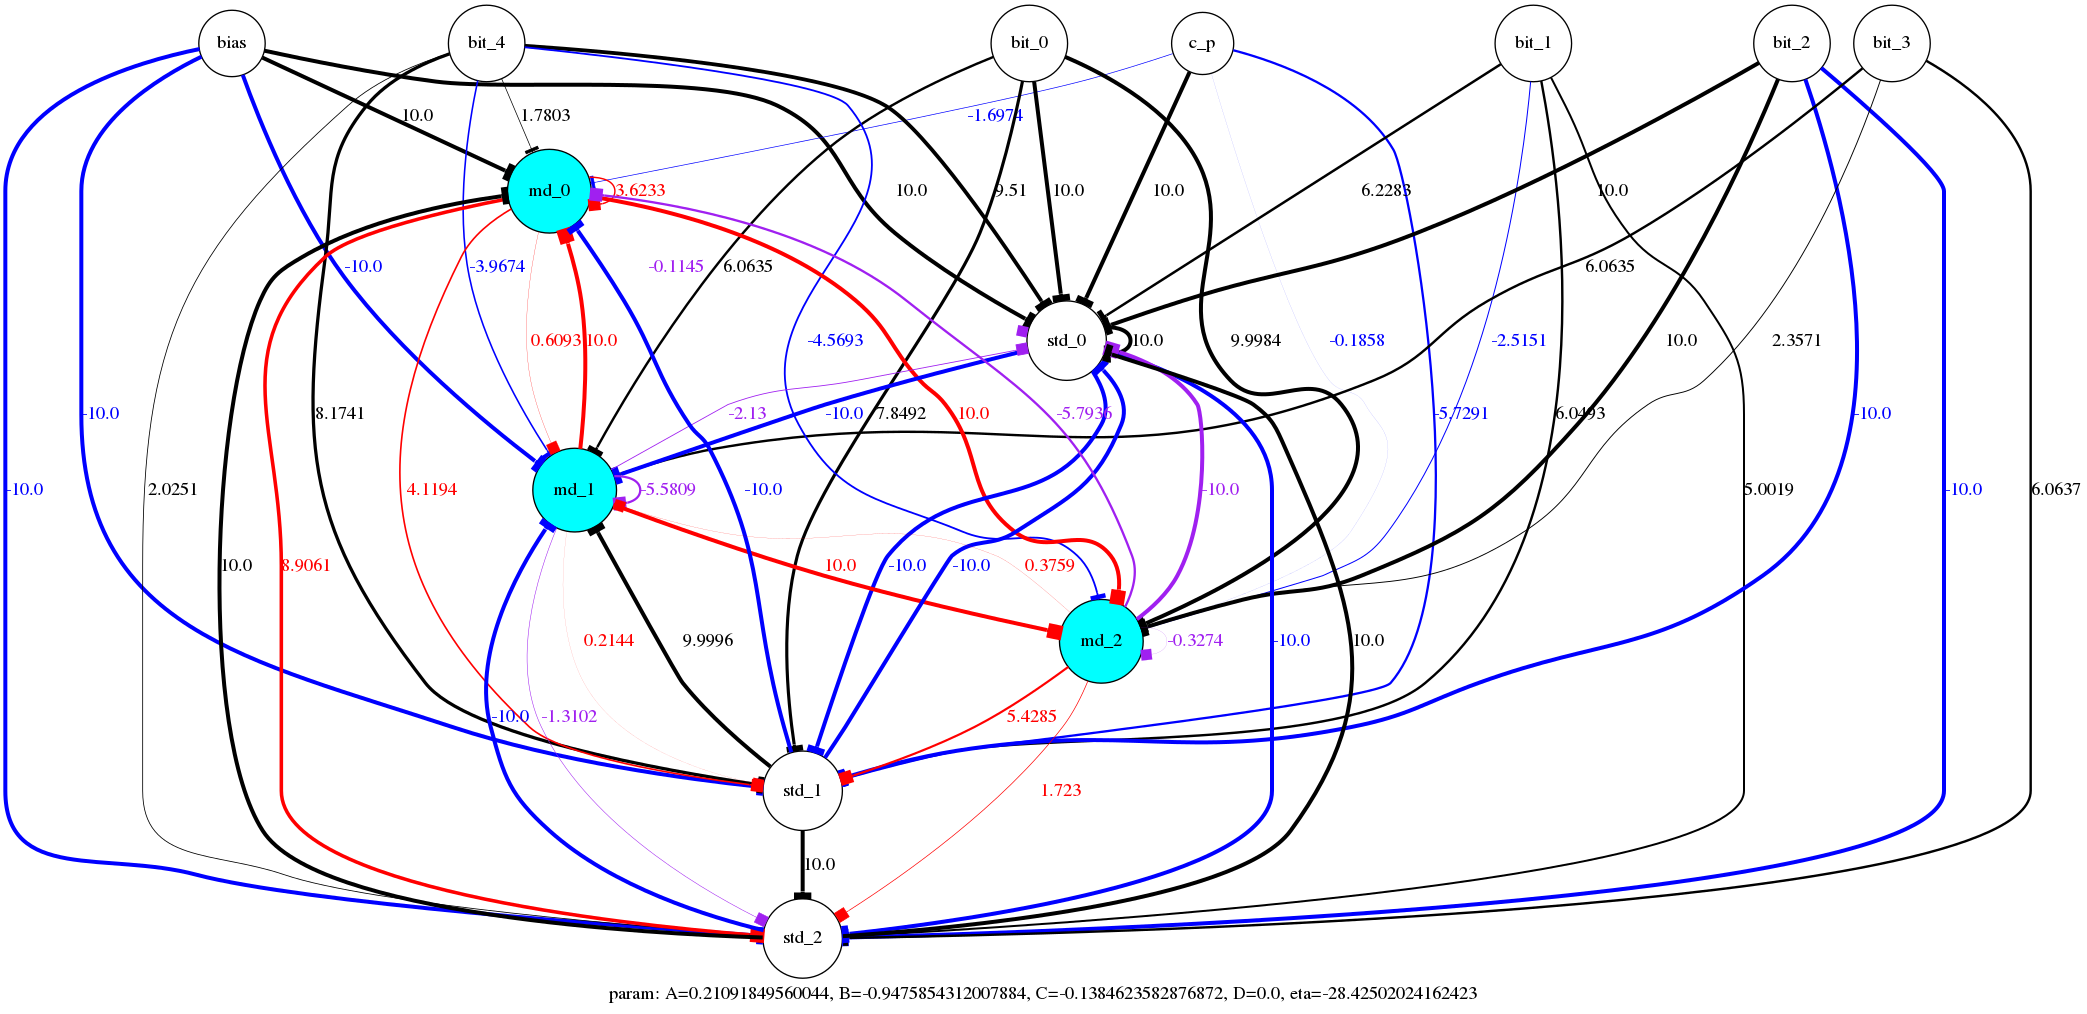 bias bit_4 bit_0 c_p bit_1 bit_2 bit_3
10.0 1.7803 -1.6974
md_0 3.6233 10.0 9.51 10.0 10.0 6.2283 10.0
-10.0 -3.9674 -0.1145 6.0635 6.0635
0.6093 10.0 -4.5693 std_0 10.0 9.9984 -0.1858 -2.5151 10.0 2.3571
-10.0 8.1741 -2.13 -10.0 7.8492 10.0 -5.7935 -5.7291 6.0493 -10.0
-10.0 2.0251 4.1194 md_1 -5.5809 -10.0 -10.0 5.0019 -10.0 6.0637
10.0 8.9061 10.0 -10.0 -10.0 0.3759
0.2144 9.9996 md_2 -0.3274 -10.0 10.0
-10.0 -1.3102 5.4285
std_1 1.723
10.0
std_2
param: A=0.21091849560044, B=-0.9475854312007884, C=-0.1384623582876872, D=0.0, eta=-28.42502024162423